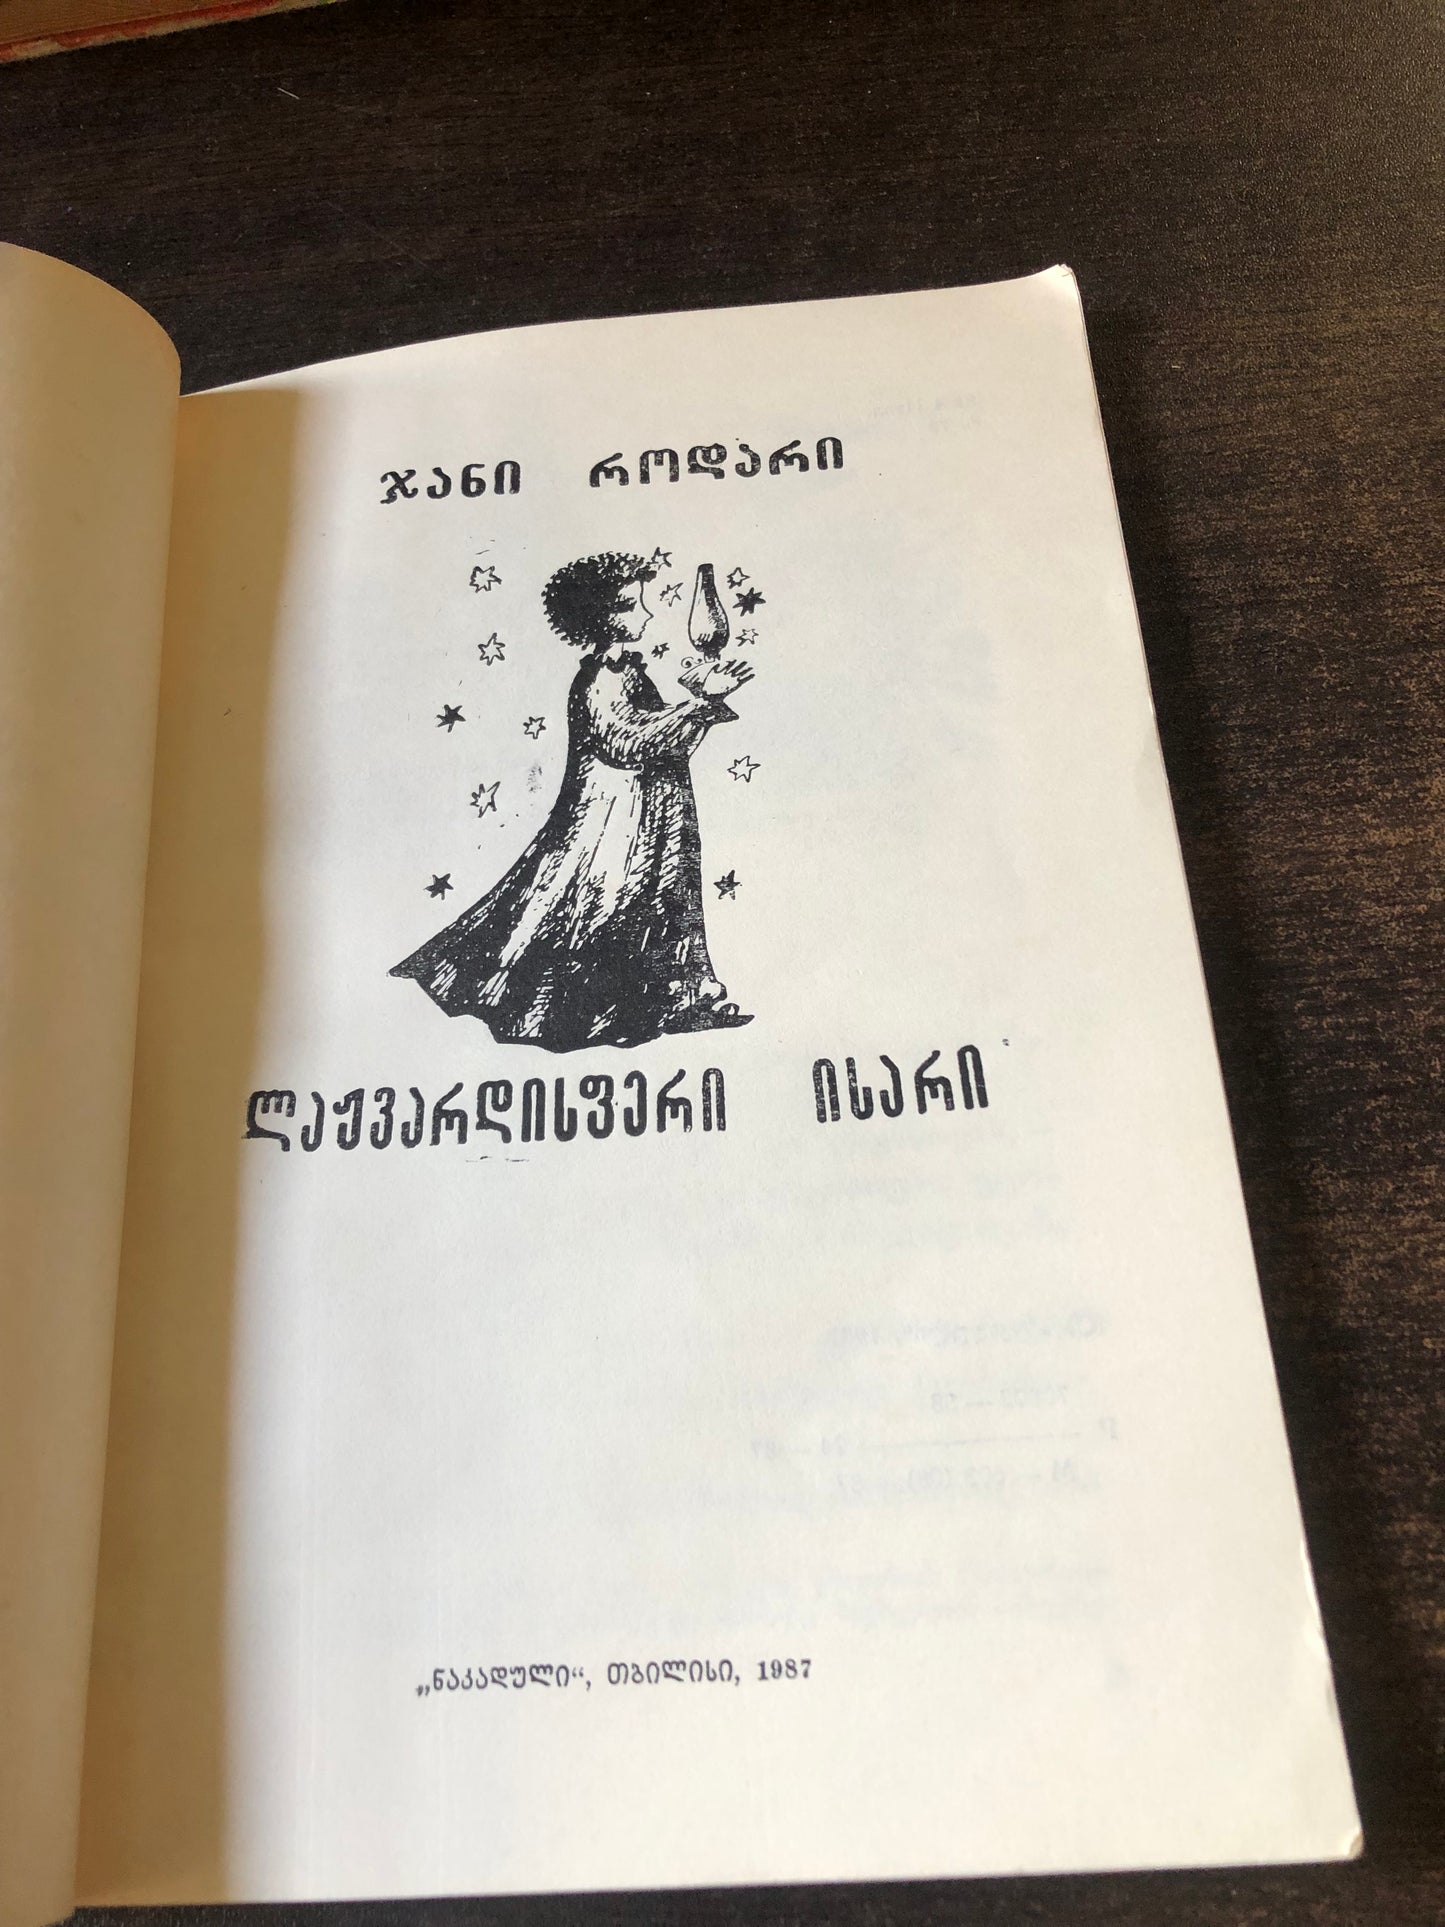 ჯანი როდარი
ლაჟვარდისფერი ისარი
„ნაკადული“, თბილისი, 1987